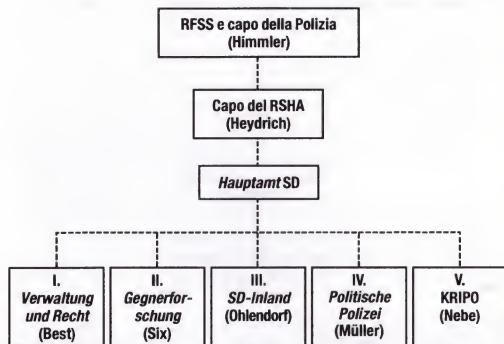 RFSS e capo della Polizia
(Himmler)
Capo del RSHA
(Heydrich)
Hauptamt SD
I.
Verwaltung
und Recht
(Best)
II.
Gegnerfor-
schung
(Six)
III.
SD-Inland
(Ohlendorf)
IV.
Politische
Polizei
(Müller)
V.
KRIPO
(Nebe)